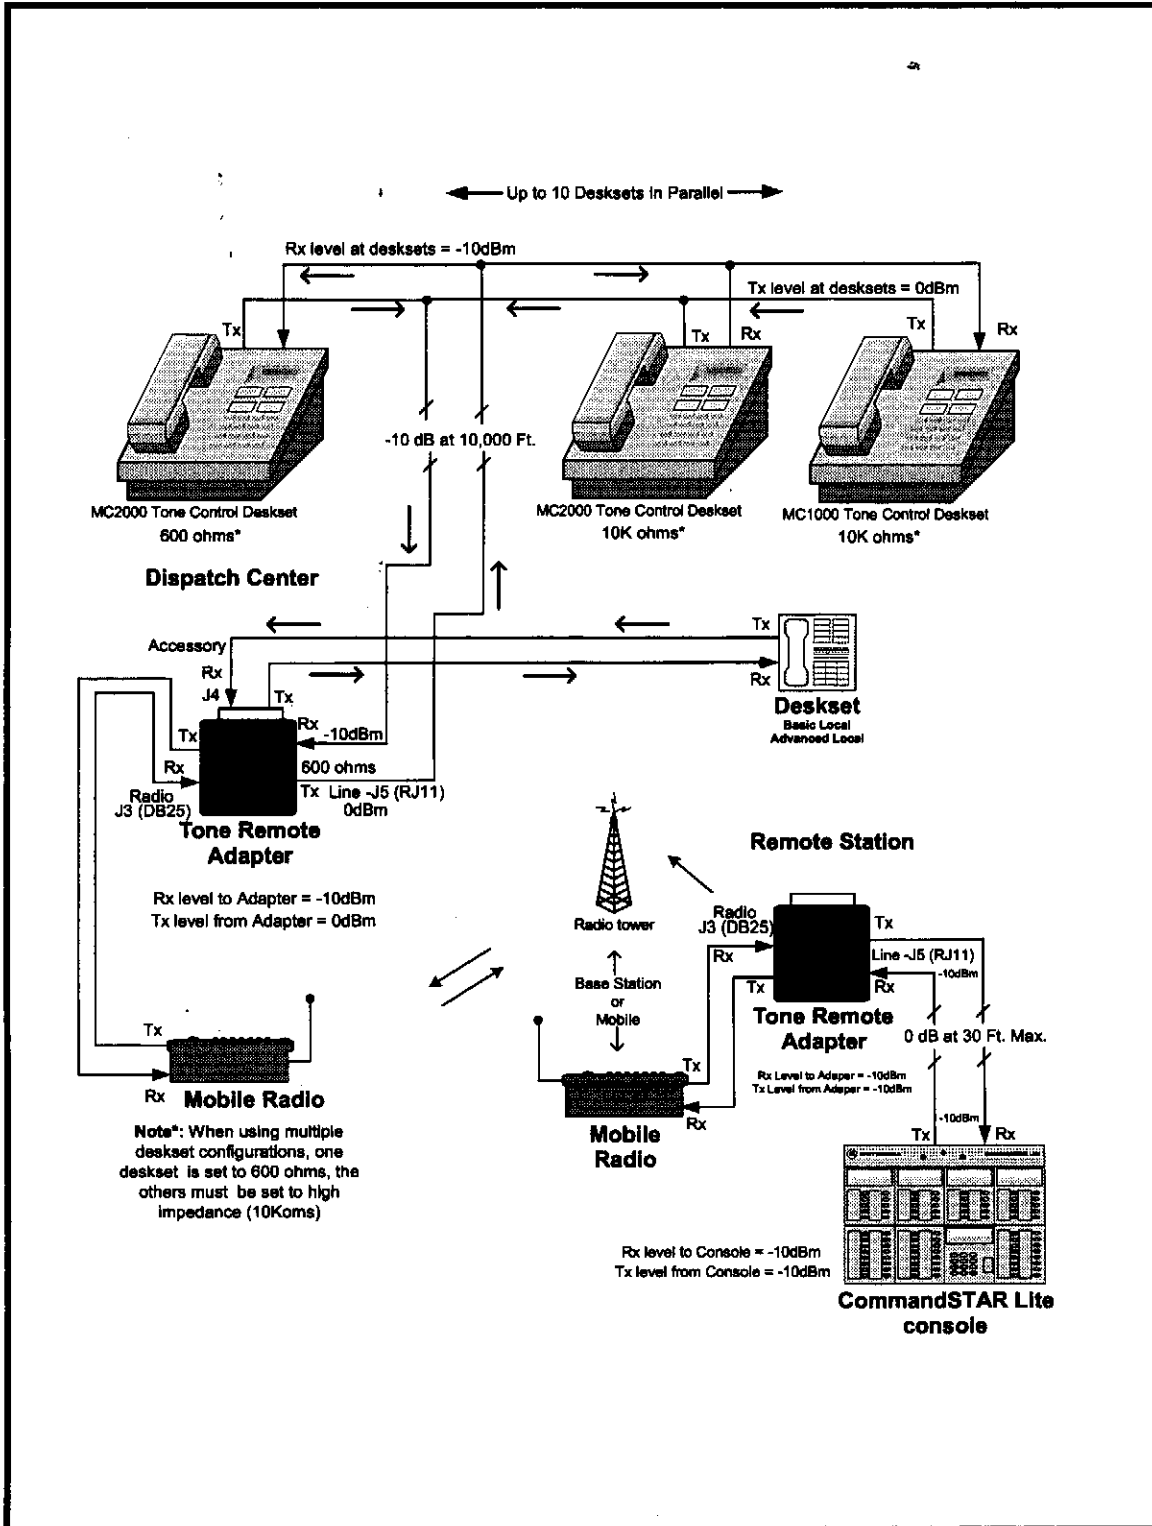 Up to 10 Desksets in Parallel
Rx level at desksets = -10dBm
Tx level at desksets = 0dBm
Tx
Tx
Rx
Tx
Rx
-10 dB at 10,000 Ft.
MC2000 Tone Control Deskset
600 ohms*
MC2000 Tone Control Deskset
10K ohms*
MC1000 Tone Control Deskset
10K ohms*
Dispatch Center
Accessory
Rx
J4
Tx
Tx
Rx
Deskset
Basic Local
Advanced Local
Tx
Rx
-10dBm
Rx
600 ohms
Tx
Line -J5 (RJ11)
0dBm
Radio
J3 (DB25)
Tone Remote
Adapter
Rx level to Adapter = -10dBm
Tx level from Adapter = 0dBm
Remote Station
Radio tower
Base Station
or
Mobile
Radio
J3 (DB25)
Rx
Tx
Tx
Line -J5 (RJ11)
-10dBm
Rx
Tone Remote
Adapter
0 dB at 30 Ft. Max.
Rx Level to Adaper = -10dBm
Tx Level from Adaper = -10dBm
Tx
Rx
Mobile Radio
Note*: When using multiple
deskset configurations, one
deskset is set to 600 ohms, the
others must be set to high
impedance (10Koms)
Tx
Rx
Mobile
Radio
-10dBm
Tx
Rx
Rx level to Console = -10dBm
Tx level from Console = -10dBm
CommandSTAR Lite
console